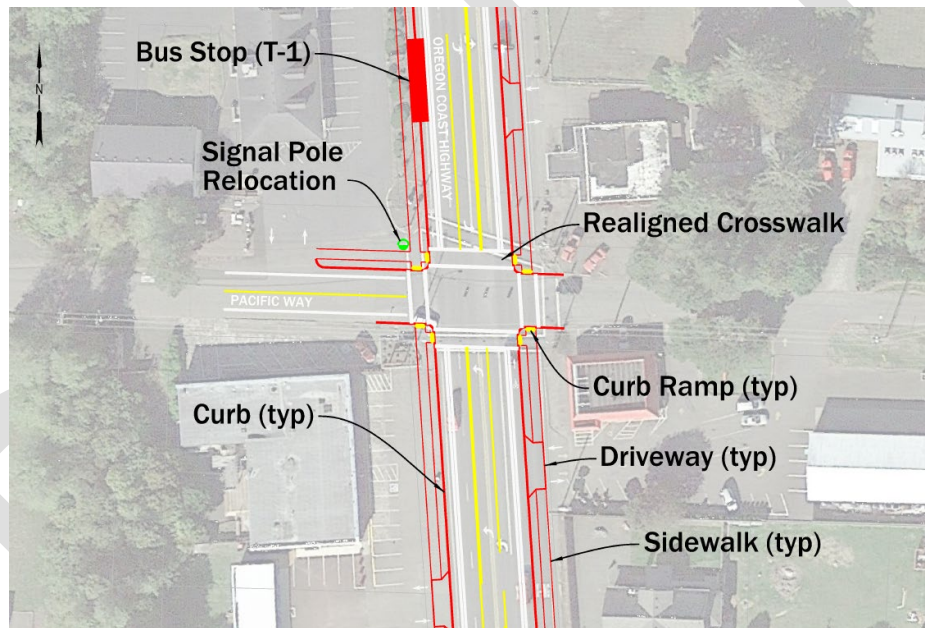 Bus Stop (T-1)
OREGON COAST HIGHWAY
N
Signal Pole
Relocation
Realigned Crosswalk
PACIFIC WAY
Curb Ramp (typ)
Curb (typ)
Driveway (typ)
Sidewalk (typ)